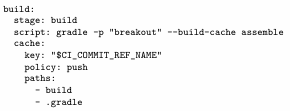 build:
  stage: build
  script: gradle -p "breakout" --build-cache assemble
  cache:
    key: "$CI_COMMIT_REF_NAME"
    policy: push
    paths:
      - build
      - .gradle